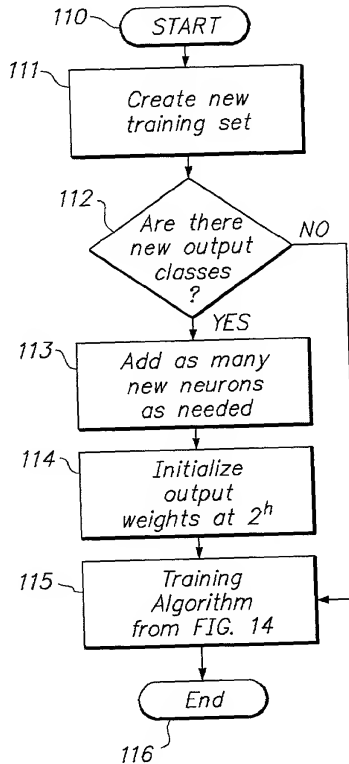 110
START
111
Create new
training set
112
Are there
new output
classes
?
NO
YES
113
Add as many
new neurons
as needed
114
Initialize
output
weights at 2^h
115
Training
Algorithm
from FIG. 14
End
116